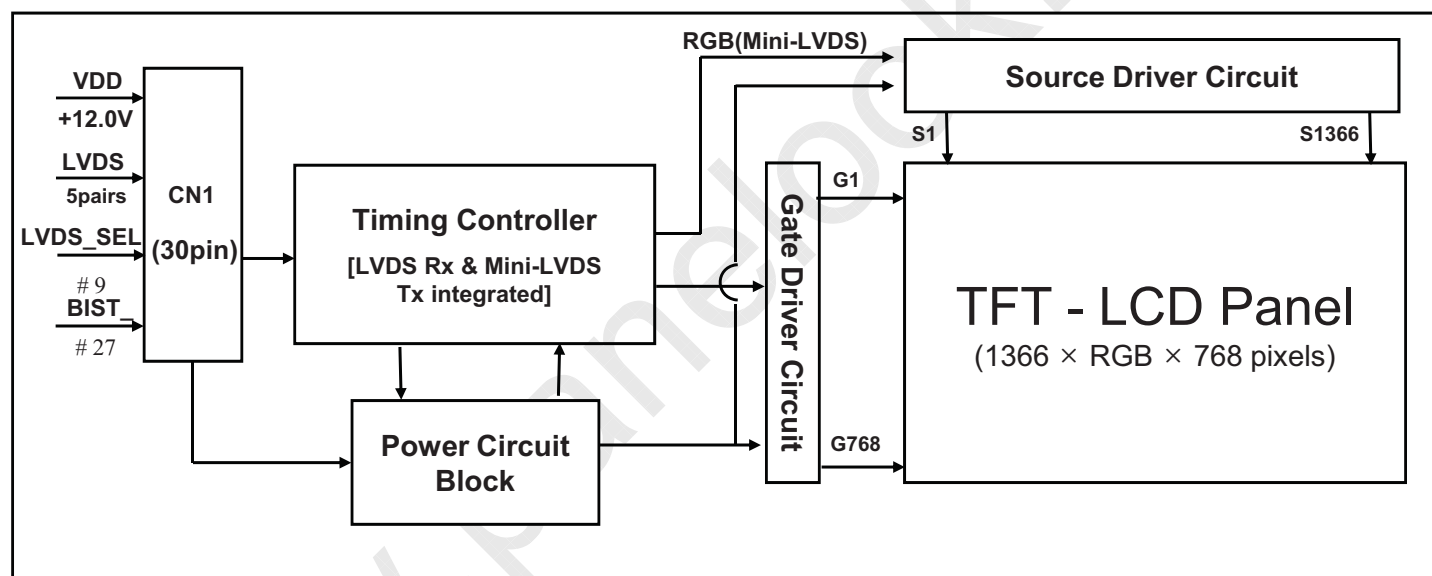 RGB(Mini-LVDS)
Source Driver Circuit
VDD
+12.0V
S1
S1366
LVDS
5pairs
CN1
(30pin)
LVDS_SEL
# 9
BIST_
# 27
Timing Controller
[LVDS Rx & Mini-LVDS
Tx integrated]
Gate Driver Circuit
G1
G768
TFT - LCD Panel
(1366 × RGB × 768 pixels)
Power Circuit
Block